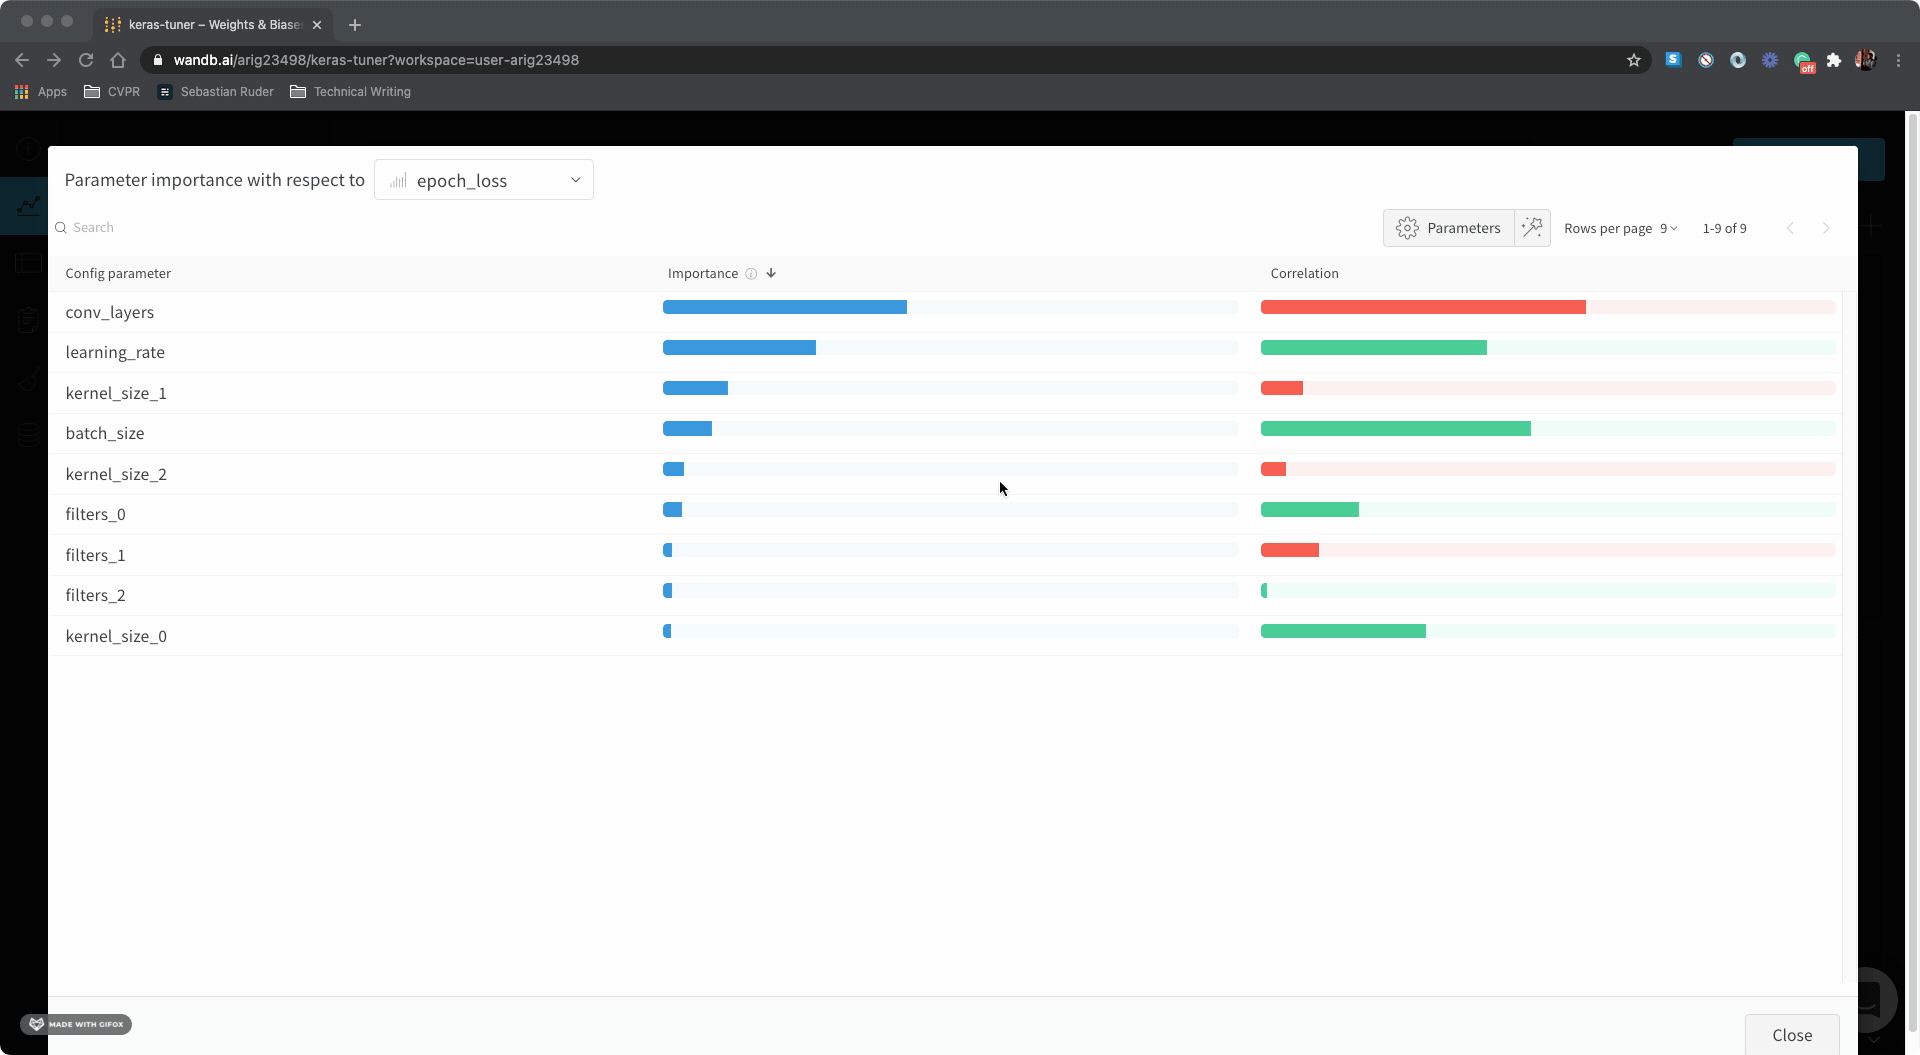 keras-tuner – Weights & Biase
wandb.ai/arig23498/keras-tuner?workspace=user-arig23498
off
Apps CVPR Sebastian Ruder Technical Writing
Parameter importance with respect to epoch_loss
Search Parameters Rows per page 9 1-9 of 9
Config parameter Importance Correlation
conv_layers
learning_rate
kernel_size_1
batch_size
kernel_size_2
filters_0
filters_1
filters_2
kernel_size_0
MADE WITH GIFOX
Close